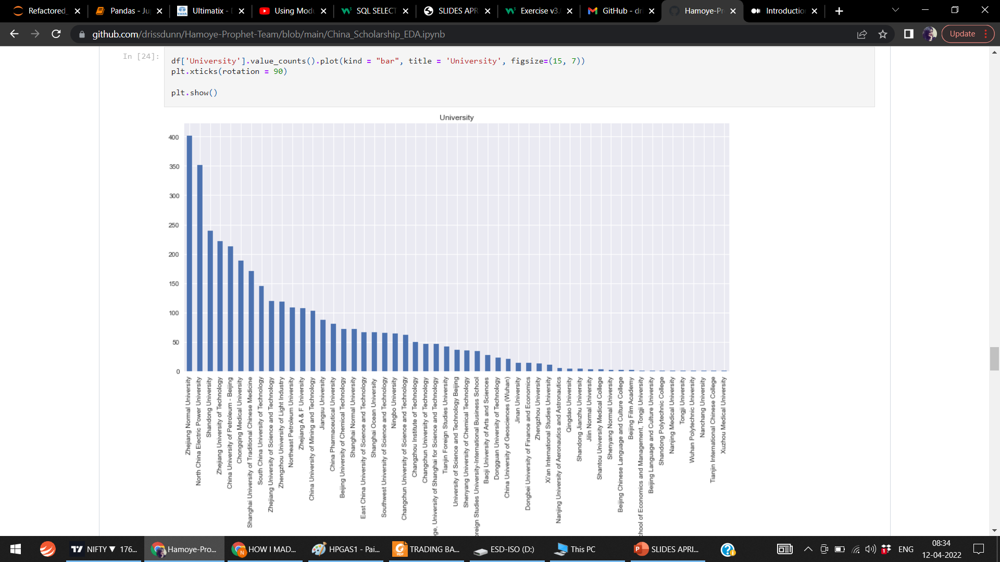 Refactored_
Pandas - Ju
Ultimatix - D
Using Modu
SQL SELECT
SLIDES APR
Exercise v3.
GitHub - dri
Hamoye-Pr
Introduction
github.com/drissdunn/Hamoye-Prophet-Team/blob/main/China_Scholarship_EDA.ipynb
Update
In [24]:
df['University'].value_counts().plot(kind = "bar", title = 'University', figsize=(15, 7))
plt.xticks(rotation = 90)
plt.show()
University
400
350
300
250
200
150
100
50
0
Zhejiang Normal University
North China Electric Power University
Shandong University
Zhejiang University of Technology
China University of Petroleum - Beijing
Chongqing Medical University
Shanghai University of Traditional Chinese Medicine
South China University of Technology
Zhejiang University of Science and Technology
Zhengzhou University of Light Industry
Northeast Petroleum University
Zhejiang A & F University
China University of Mining and Technology
Jiangsu University
China Pharmaceutical University
Beijing University of Chemical Technology
Shanghai Normal University
East China University of Science and Technology
Shanghai Ocean University
Southwest University of Science and Technology
Ningbo University
Changchun University of Science and Technology
Changzhou Institute of Technology
Changchun University of Technology
ge, University of Shanghai for Science and Technology
Tianjin Foreign Studies University
University of Science and Technology Beijing
Shenyang University of Chemical Technology
oreign Studies University-International Business School
Baoji University of Arts and Sciences
Dongguan University of Technology
China University of Geosciences (Wuhan)
Jinan University
Dongbei University of Finance and Economics
Zhengzhou University
Xi'an International Studies University
Nanjing University of Aeronautics and Astronautics
Qingdao University
Shandong Jianzhu University
Jilin Normal University
Shantou University Medical College
Shenyang Normal University
Beijing Chinese Language and Culture College
Beijing Film Academy
chool of Economics and Management, Tongji University
Beijing Language and Culture University
Shandong Polytechnic College
Nanjing Medical University
Tongji University
Wuhan Polytechnic University
Nanchang University
Tianjin International Chinese College
Xuzhou Medical University
NIFTY ▼ 176...
Hamoye-Pro...
HOW I MAD...
HPGAS1 - Pai...
TRADING BA...
ESD-ISO (D:)
This PC
SLIDES APRI...
ENG
08:34
12-04-2022